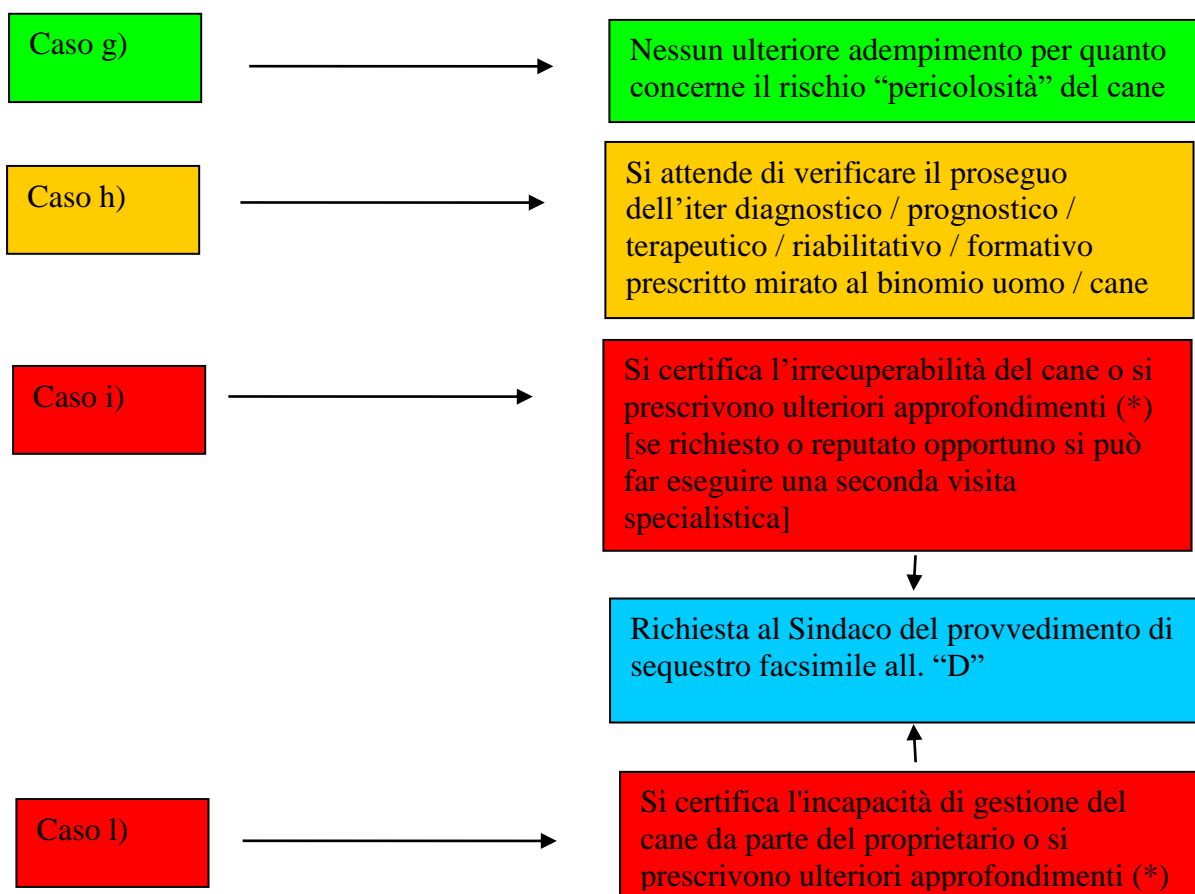 Caso g)
Nessun ulteriore adempimento per quanto
concerne il rischio “pericolosità” del cane
Caso h)
Si attende di verificare il proseguo
dell’iter diagnostico / prognostico /
terapeutico / riabilitativo / formativo
prescritto mirato al binomio uomo / cane
Caso i)
Si certifica l’irrecuperabilità del cane o si
prescrivono ulteriori approfondimenti (*)
[se richiesto o reputato opportuno si può
far eseguire una seconda visita
specialistica]
Richiesta al Sindaco del provvedimento di
sequestro facsimile all. “D”
Caso l)
Si certifica l'incapacità di gestione del
cane da parte del proprietario o si
prescrivono ulteriori approfondimenti (*)